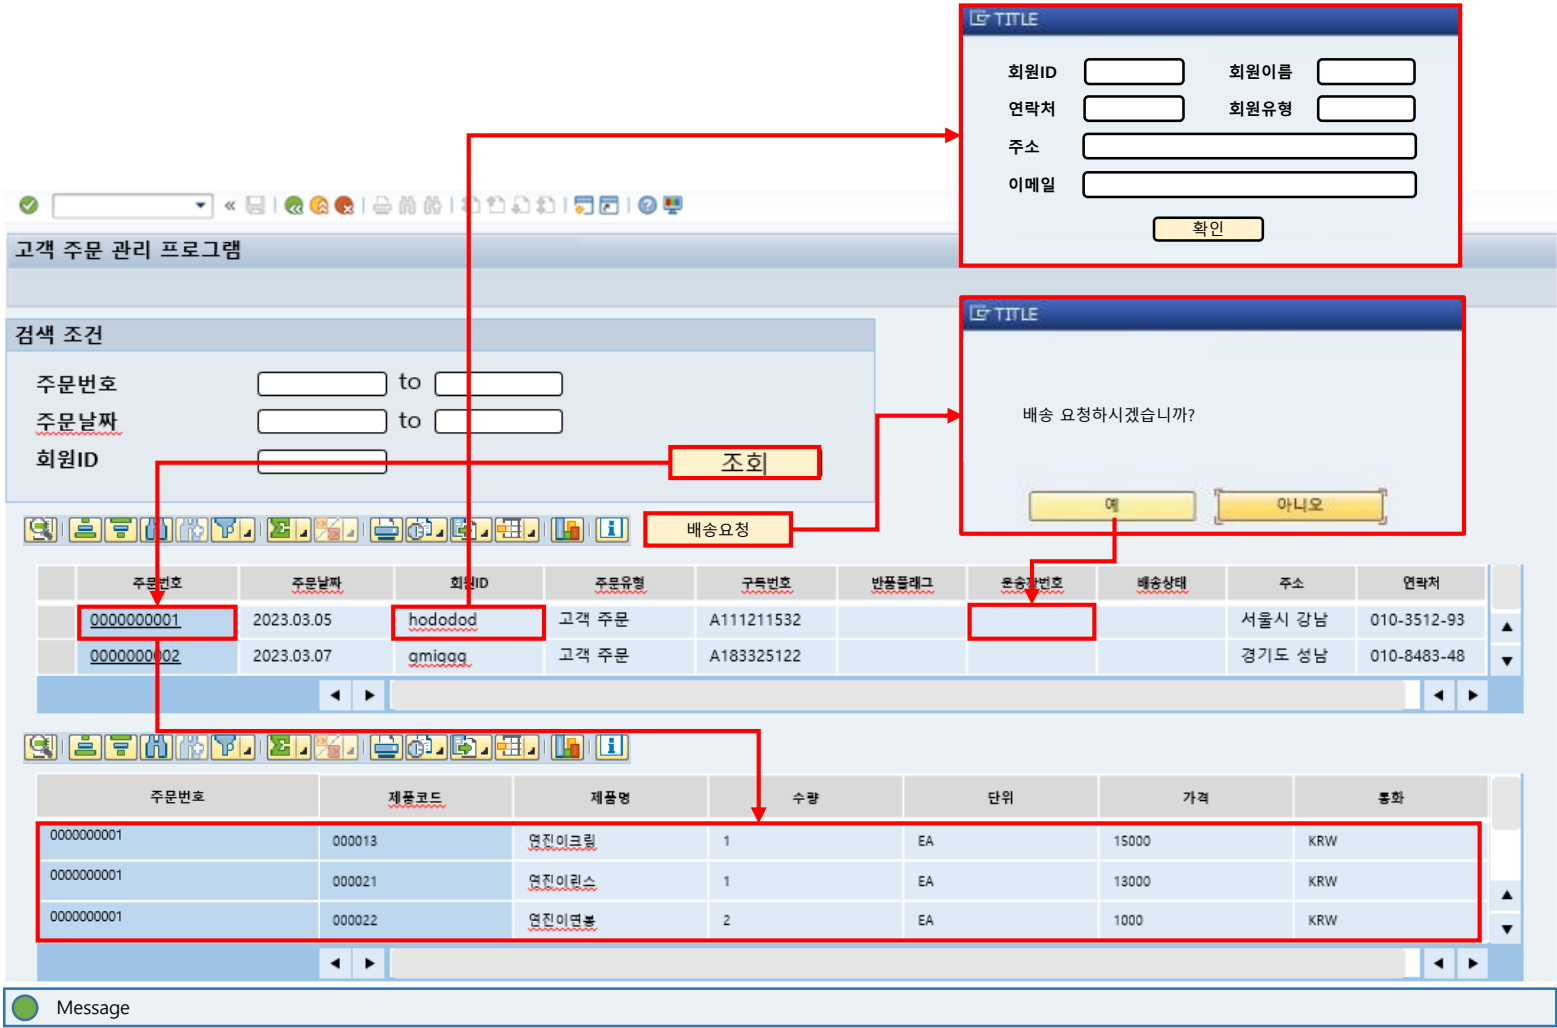 TITLE
회원ID 회원이름
연락처 회원유형
주소
이메일
확인
고객 주문 관리 프로그램
TITLE
검색 조건
주문번호 to
주문날짜 to
배송 요청하시겠습니까?
회원ID 조회
예 아니오
배송요청
주문번호 주문날짜 회원ID 주문유형 구독번호 반품플래그 운송장번호 배송상태 주소 연락처
0000000001 2023.03.05 hododod 고객 주문 A111211532 서울시 강남 010-3512-93
0000000002 2023.03.07 qmiqqq 고객 주문 A183325122 경기도 성남 010-8483-48
주문번호 제품코드 제품명 수량 단위 가격 통화
0000000001 000013 연진이크림 1 EA 15000 KRW
0000000001 000021 연진이린스 1 EA 13000 KRW
0000000001 000022 연진이면봉 2 EA 1000 KRW
Message